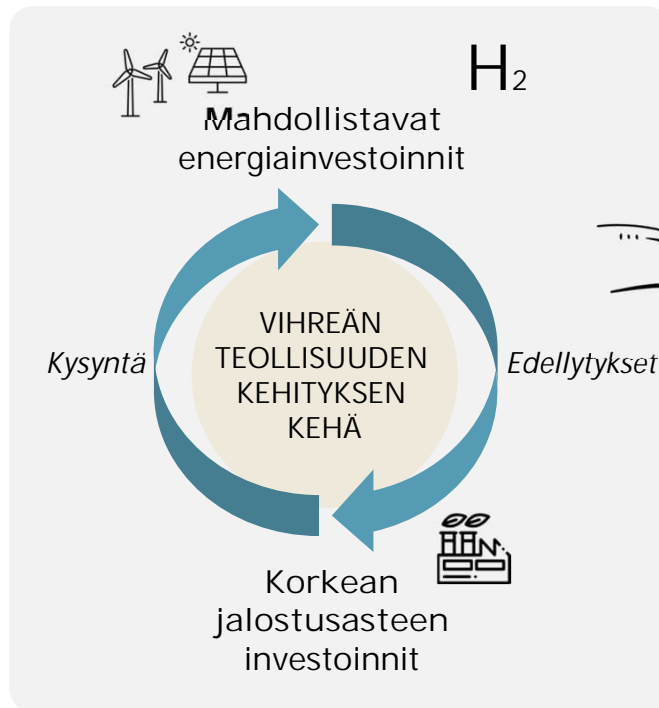 H₂
Mahdollistavat
energiainvestoinnit
VIHREÄN
TEOLLISUUDEN
KEHITYKSEN
KEHÄ
Kysyntä
Edellytykset
Korkean
jalostusasteen
investoinnit